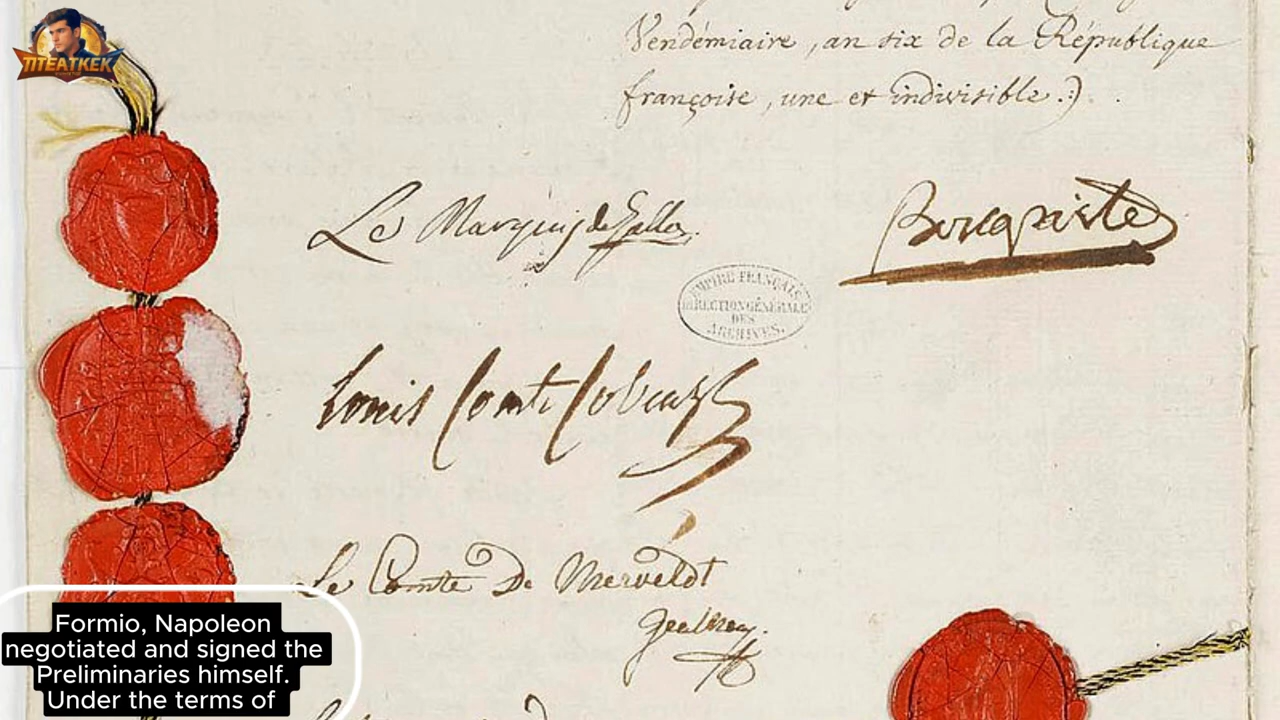 TITEATKEK
Vendémiaire, an six de la République
françoise, une et indivisible.)
Le Marquis de Gallo.
Bonaparte
EMPIRE FRANÇAIS
DIRECTION GÉNÉRALE
DES
ARCHIVES.
Louis Comte Cobenzl
Le Comte De Merveldt
Formio, Napoleon
negotiated and signed the
Preliminaries himself.
Under the terms of